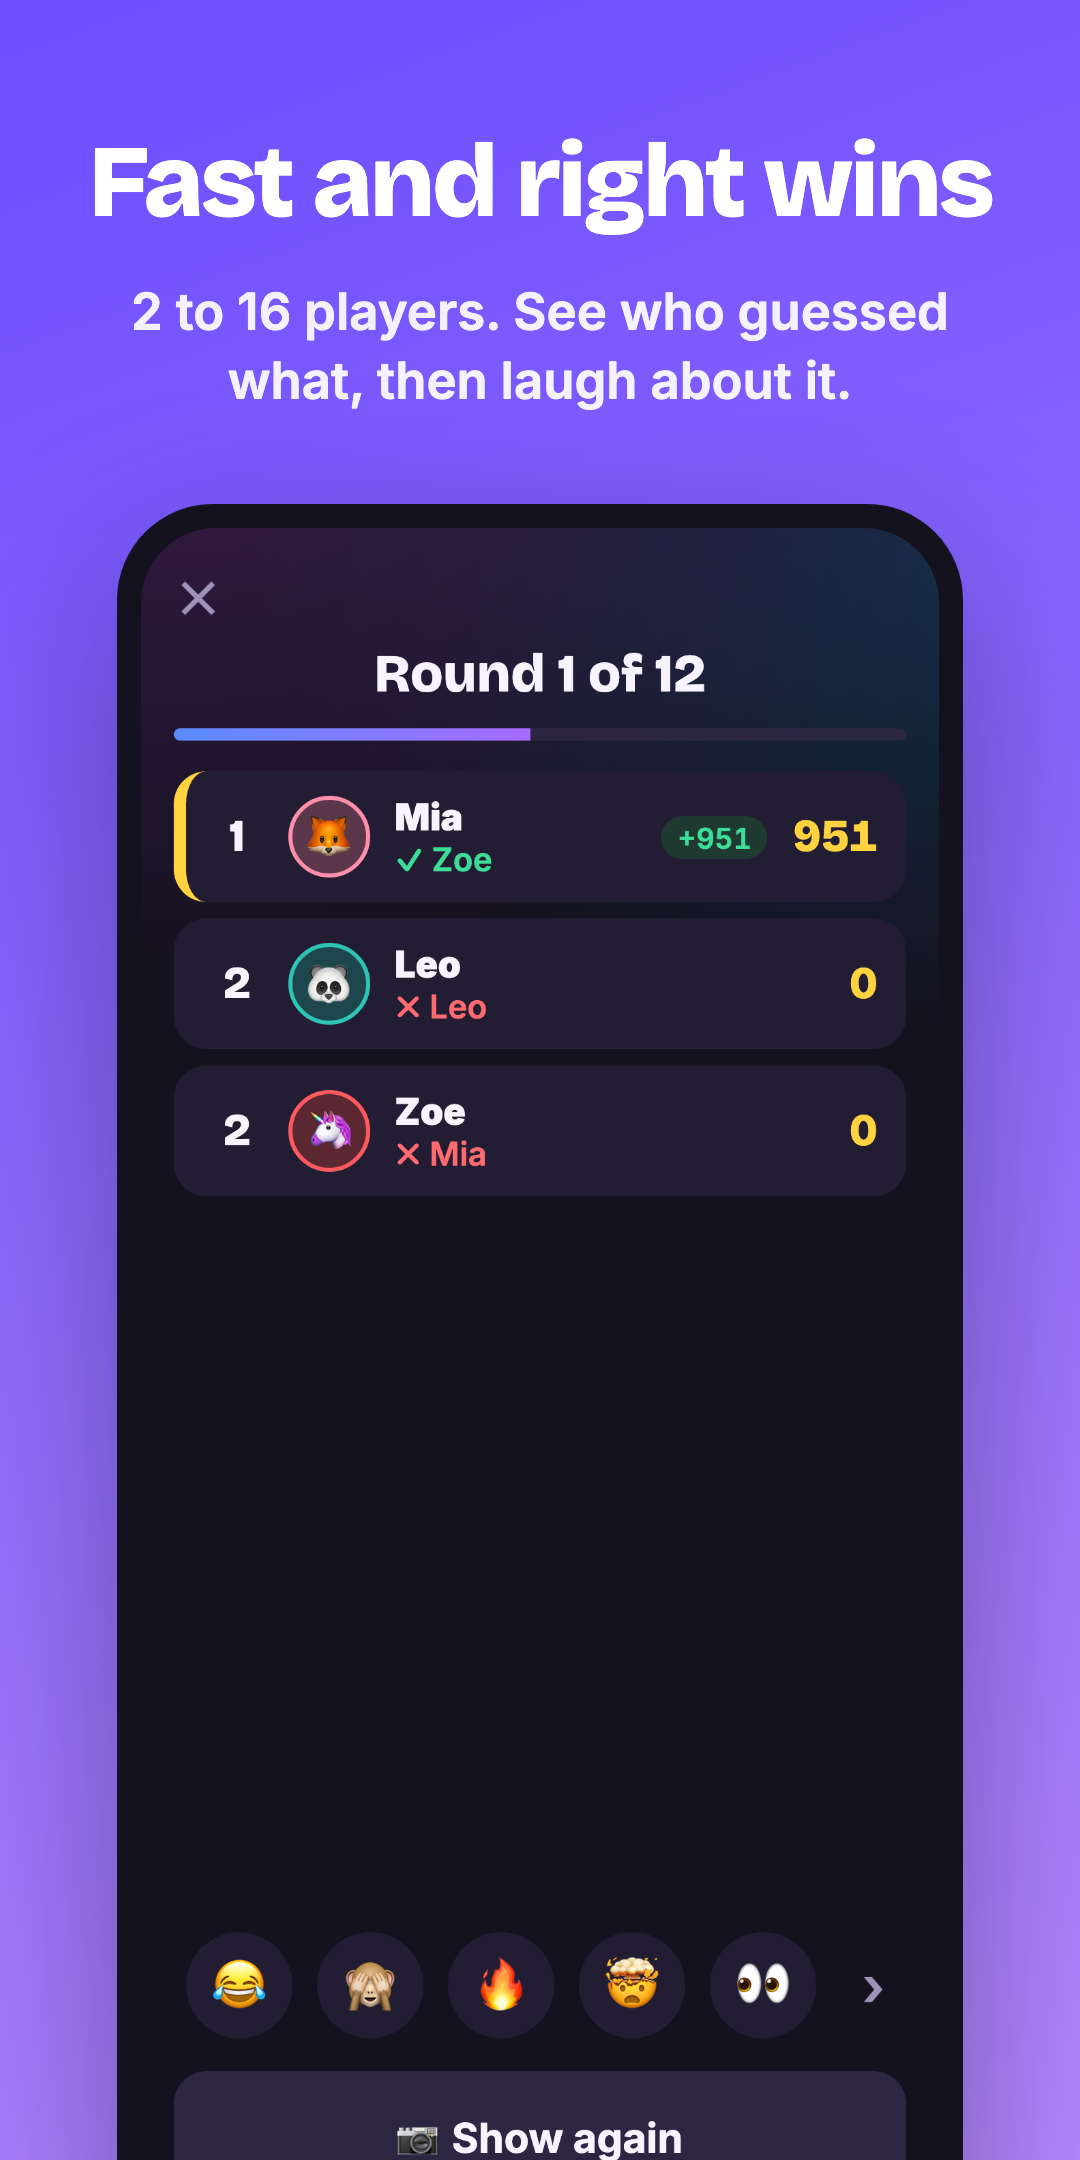 Fast and right wins
2 to 16 players. See who guessed
what, then laugh about it.
Round 1 of 12
1
Mia
✓ Zoe
+951
951
2
Leo
✕ Leo
0
2
Zoe
✕ Mia
0
Show again